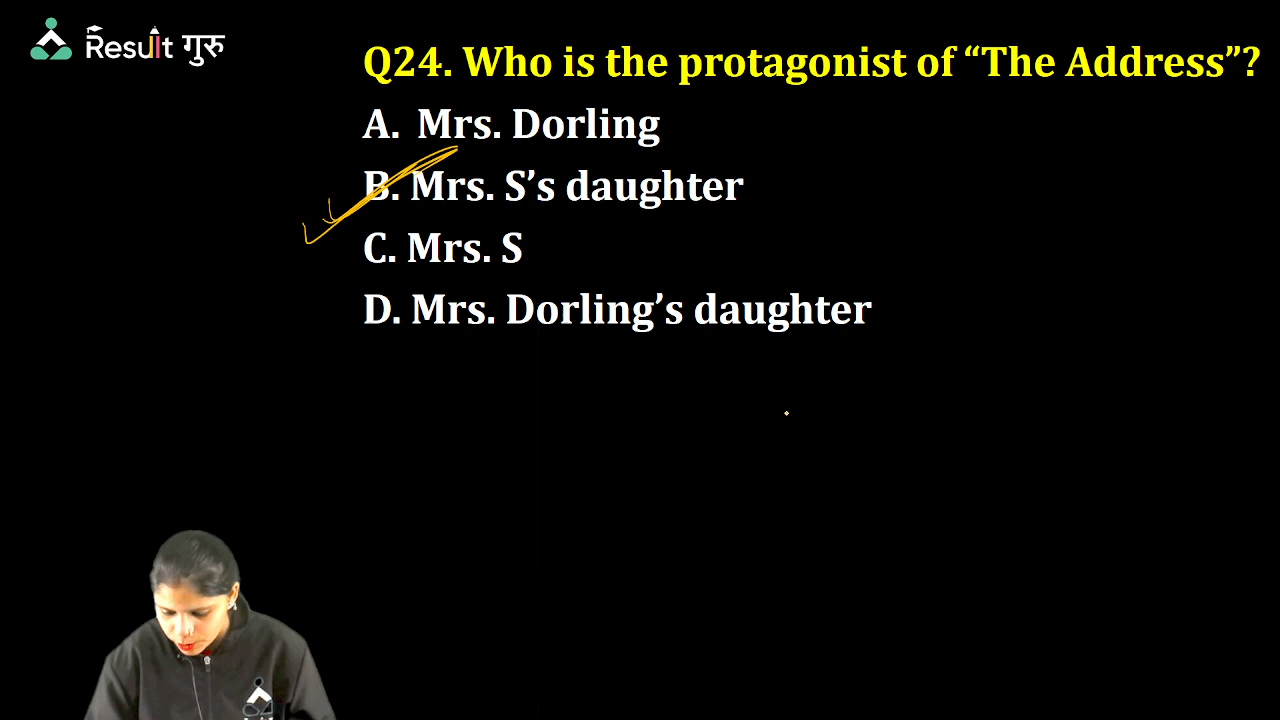 Result गुरु
Q24. Who is the protagonist of “The Address”?
A. Mrs. Dorling
B. Mrs. S’s daughter
C. Mrs. S
D. Mrs. Dorling’s daughter